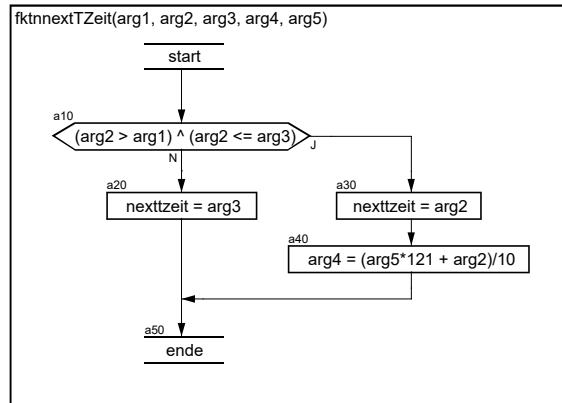 fktnnextTZeit(arg1, arg2, arg3, arg4, arg5)
start
a10
(arg2 > arg1) ^ (arg2 <= arg3)
N
J
a20
nexttzeit = arg3
a30
nexttzeit = arg2
a40
arg4 = (arg5*121 + arg2)/10
a50
ende